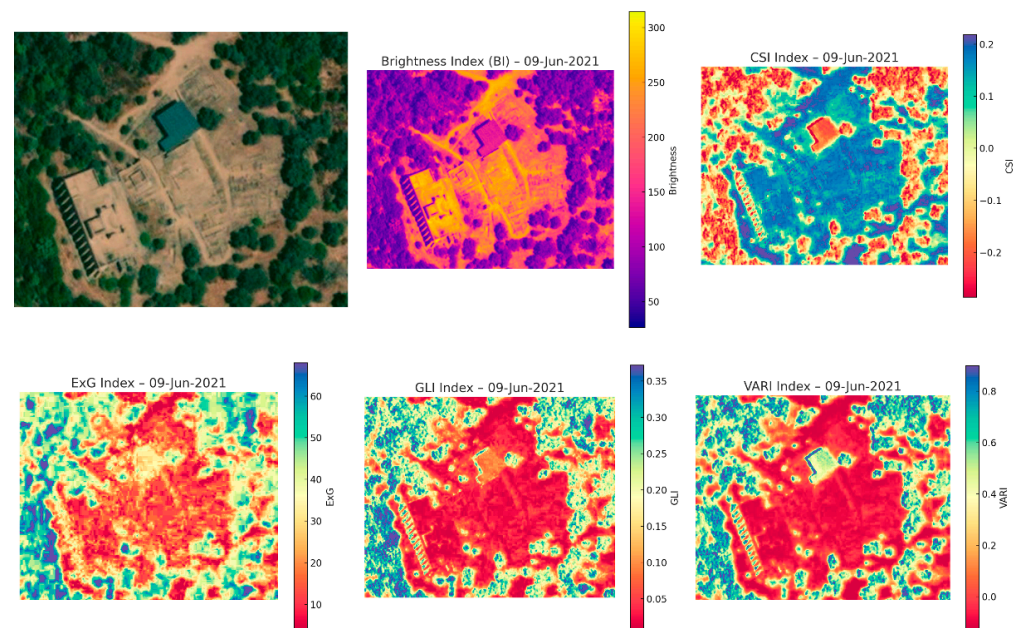 Brightness Index (BI) – 09-Jun-2021
300
250
200
150
100
50
Brightness
CSI Index – 09-Jun-2021
0.2
0.1
0.0
−0.1
−0.2
CSI
ExG Index – 09-Jun-2021
60
50
40
30
20
10
ExG
GLI Index – 09-Jun-2021
0.35
0.30
0.25
0.20
0.15
0.10
0.05
GLI
VARI Index – 09-Jun-2021
0.8
0.6
0.4
0.2
0.0
VARI